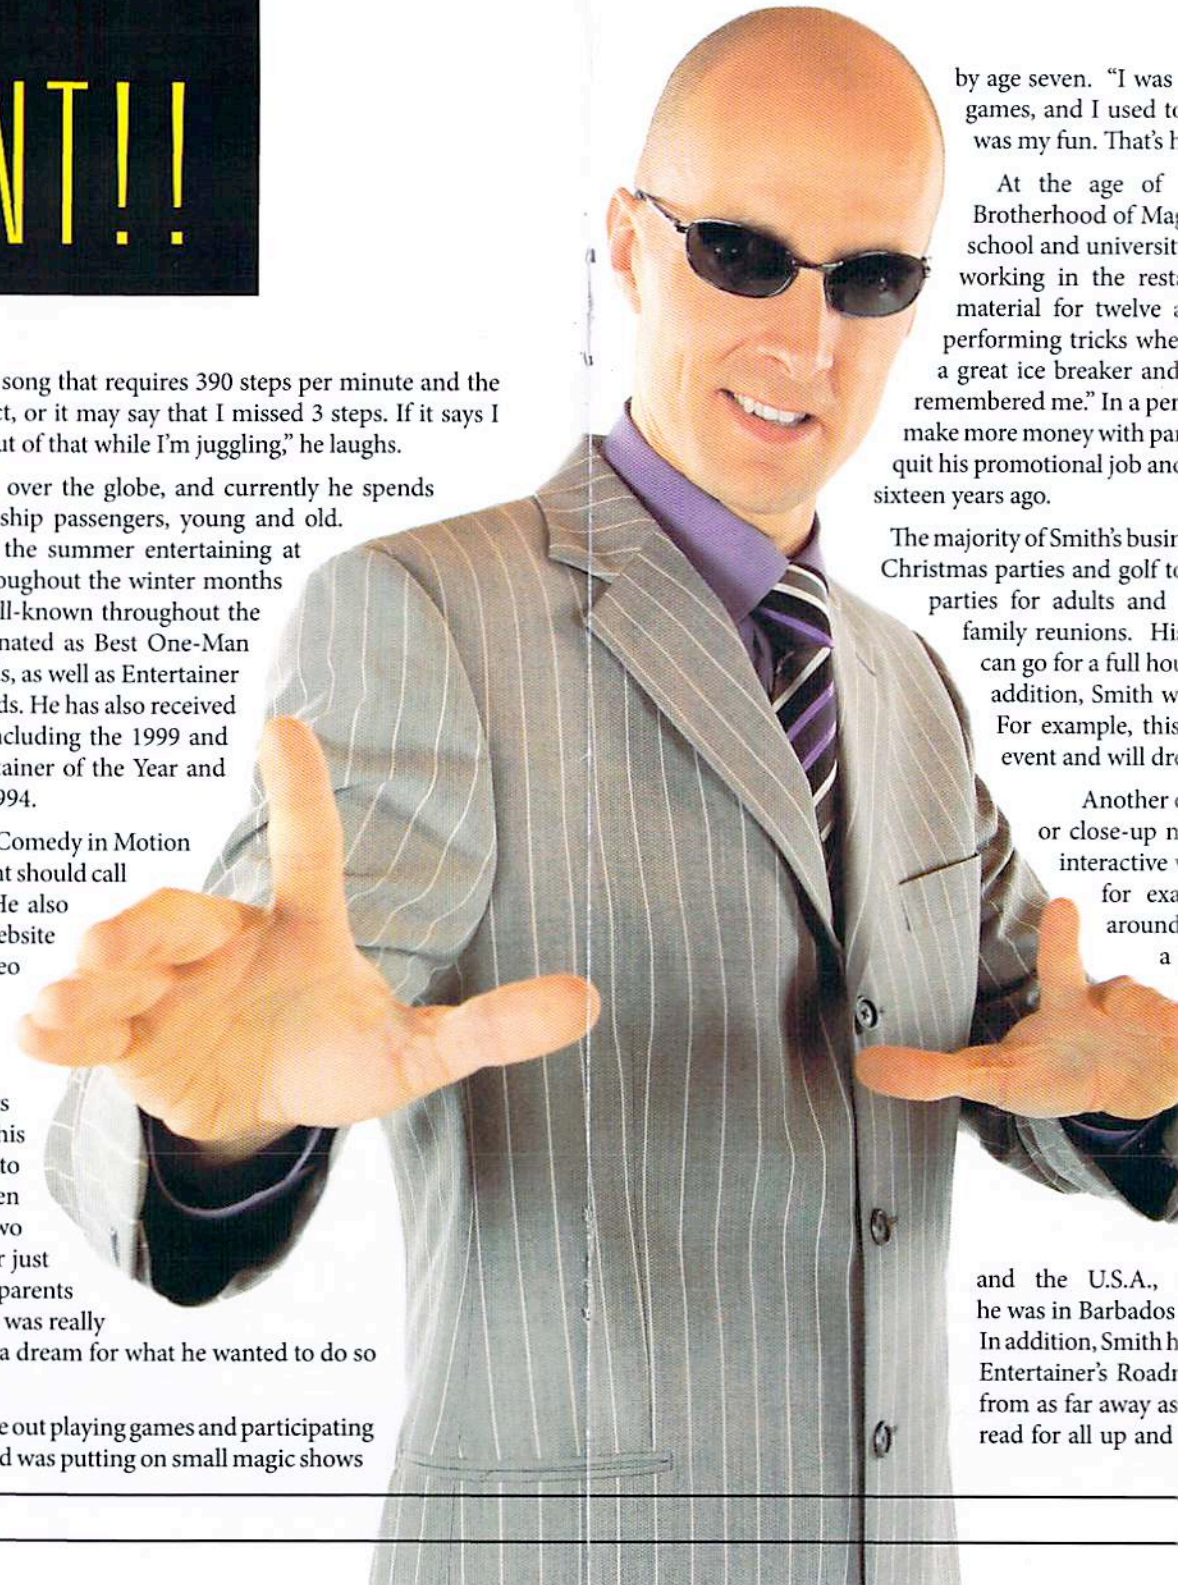 NT!!
song that requires 390 steps per minute and the
ct, or it may say that I missed 3 steps. If it says I
ut of that while I’m juggling,” he laughs.
over the globe, and currently he spends
ship passengers, young and old.
the summer entertaining at
oughout the winter months
ll-known throughout the
nated as Best One-Man
s, as well as Entertainer
ds. He has also received
ncluding the 1999 and
tainer of the Year and
994.
Comedy in Motion
nt should call
He also
ebsite
eo
s
his
to
en
wo
r just
parents
was really
a dream for what he wanted to do so
e out playing games and participating
d was putting on small magic shows
by age seven. “I was
games, and I used to
was my fun. That’s h
At the age of
Brotherhood of Mag
school and universit
working in the resta
material for twelve a
performing tricks whe
a great ice breaker and
remembered me.” In a per
make more money with par
quit his promotional job and
sixteen years ago.
The majority of Smith’s busin
Christmas parties and golf to
parties for adults and
family reunions. His
can go for a full hou
addition, Smith w
For example, this
event and will dre
Another o
or close-up m
interactive
for exa
around
a
and the U.S.A.,
he was in Barbados
In addition, Smith h
Entertainer’s Roadm
from as far away as
read for all up and